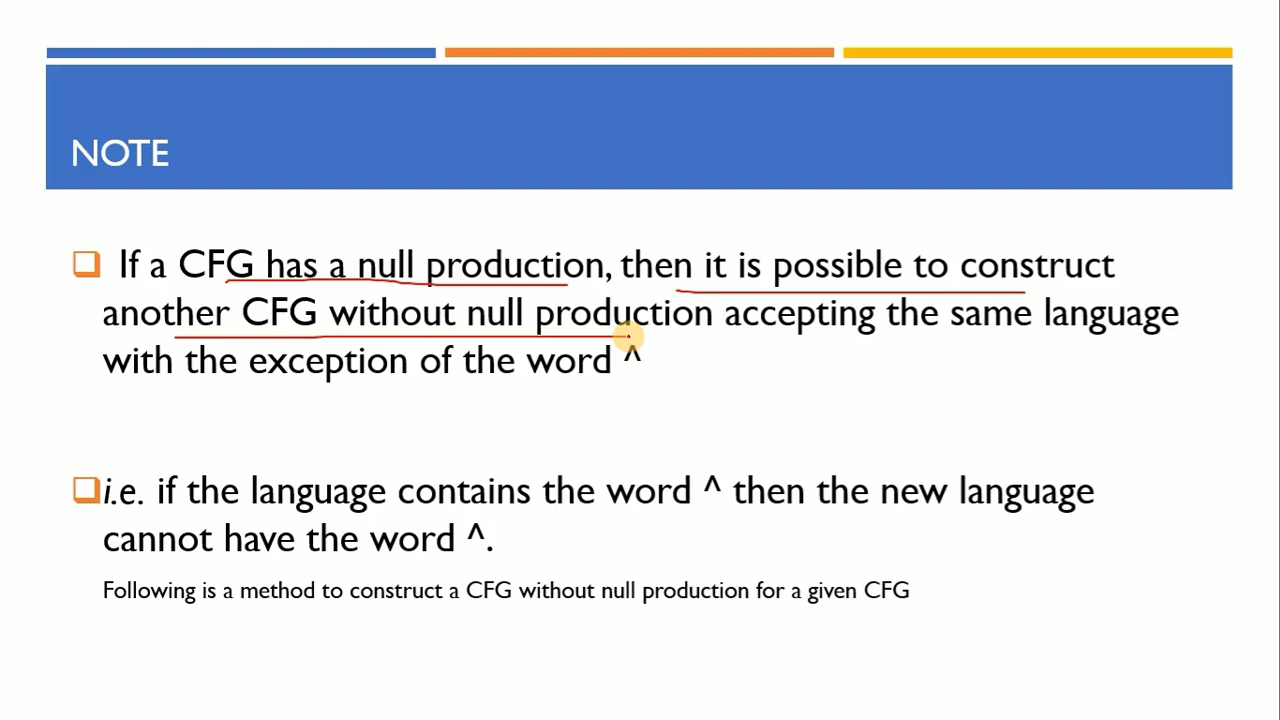 NOTE
If a CFG has a null production, then it is possible to construct
another CFG without null production accepting the same language
with the exception of the word ^
i.e. if the language contains the word ^ then the new language
cannot have the word ^.
Following is a method to construct a CFG without null production for a given CFG